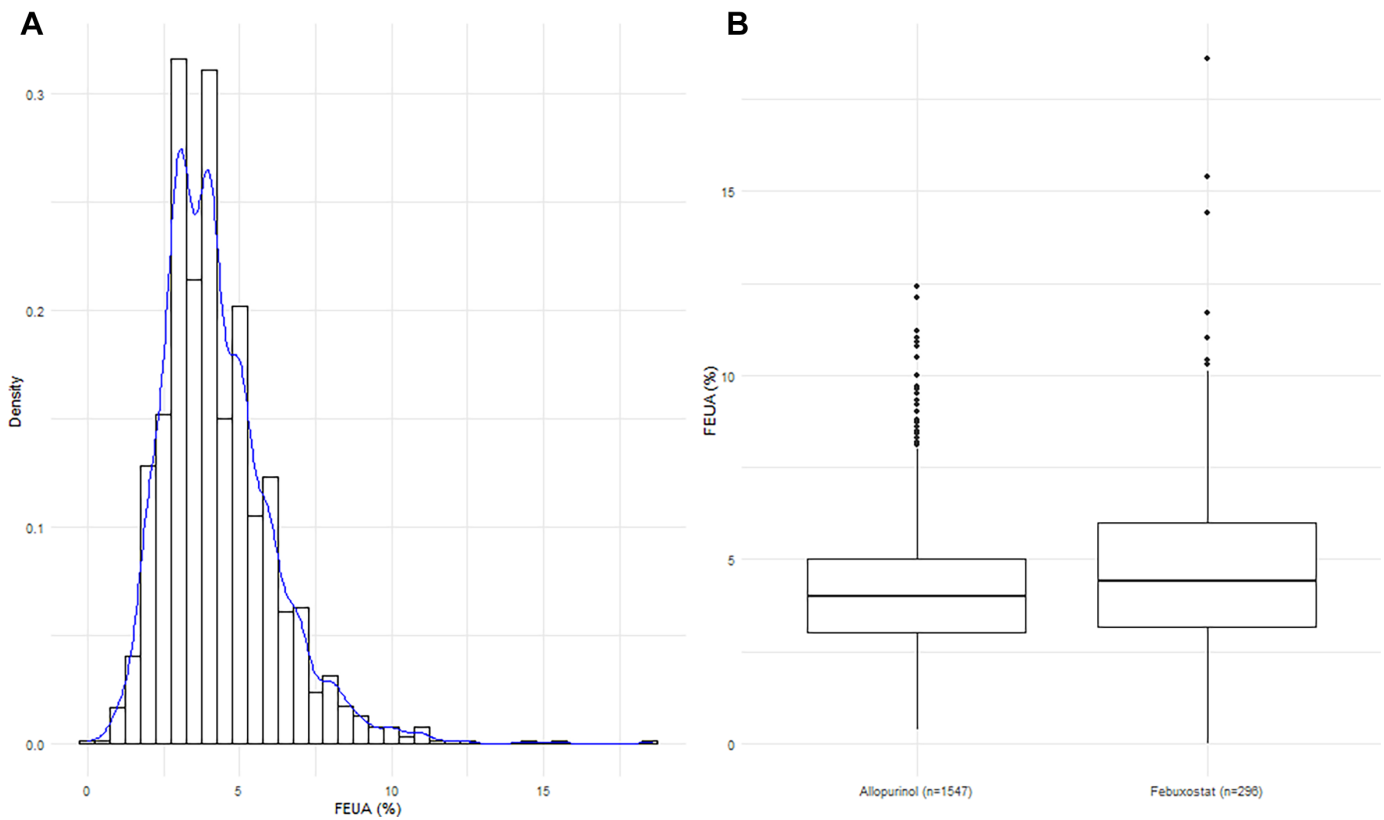 A
0.3
0.2
0.1
0.0
Density
0 5 10 15
FEUA (%)
B
15
10
5
0
FEUA (%)
Allopurinol (n=1547) Febuxostat (n=296)